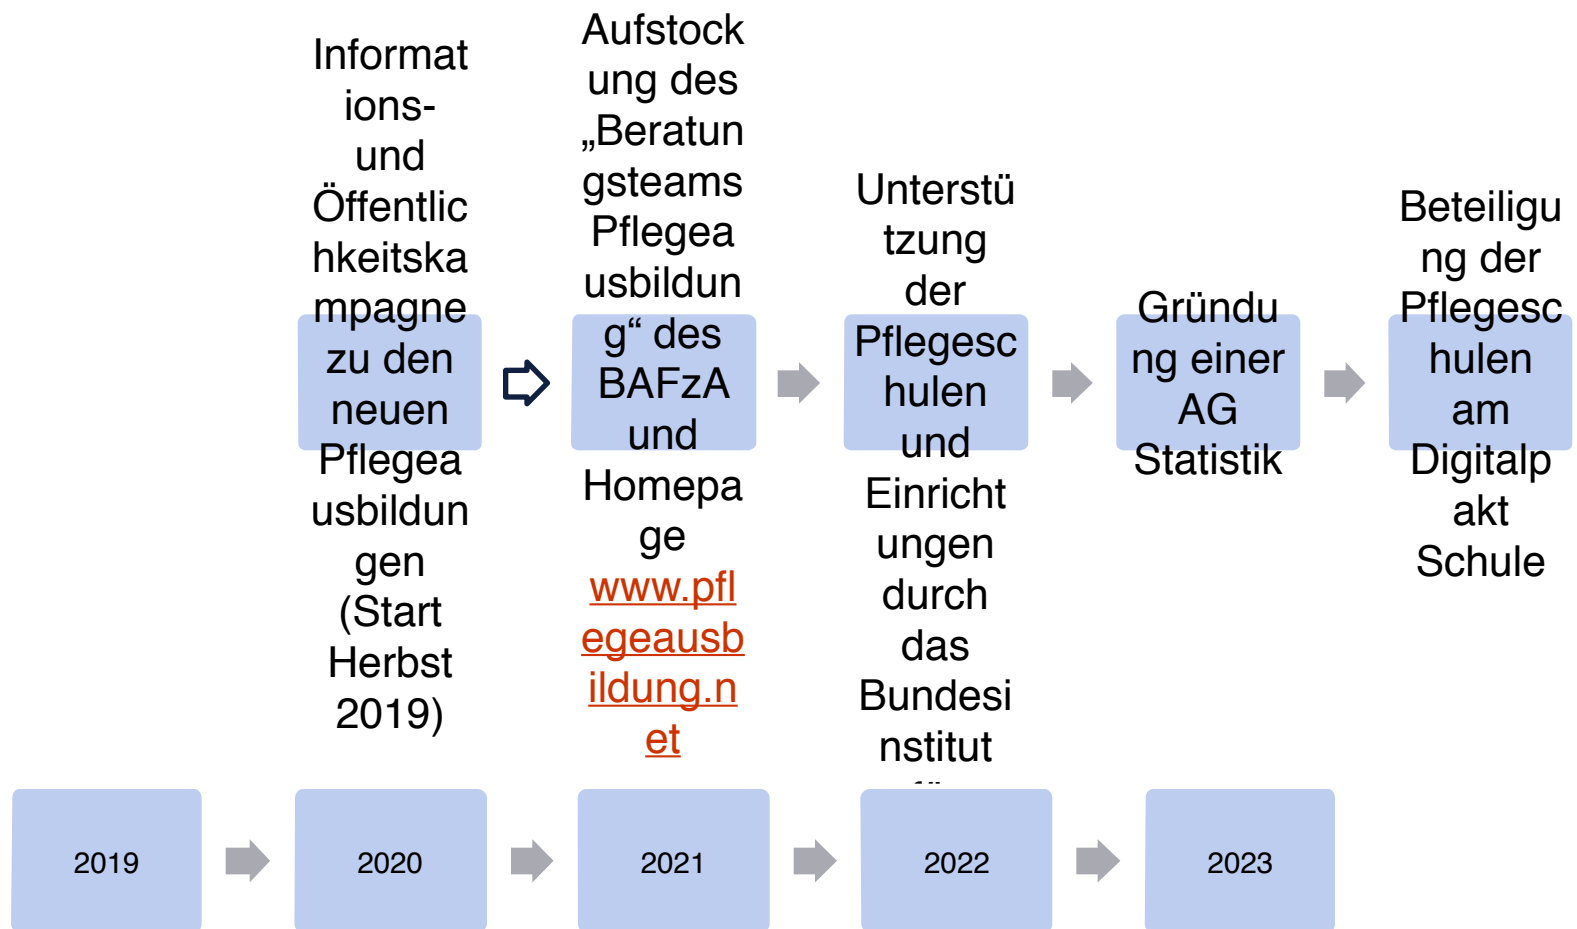 Informat
ions-
und
Öffentlic
hkeitska
mpagne
zu den
neuen
Pflegea
usbildun
gen
(Start
Herbst
2019)
Aufstock
ung des
„Beratun
gsteams
Pflegea
usbildun
g“ des
BAFzA
und
Homepa
ge
www.pfl
egeausb
ildung.n
et
Unterstü
tzung
der
Pflegesc
hulen
und
Einricht
ungen
durch
das
Bundesi
nstitut
Gründu
ng einer
AG
Statistik
Beteiligu
ng der
Pflegesc
hulen
am
Digitalp
akt
Schule
2019
2020
2021
2022
2023